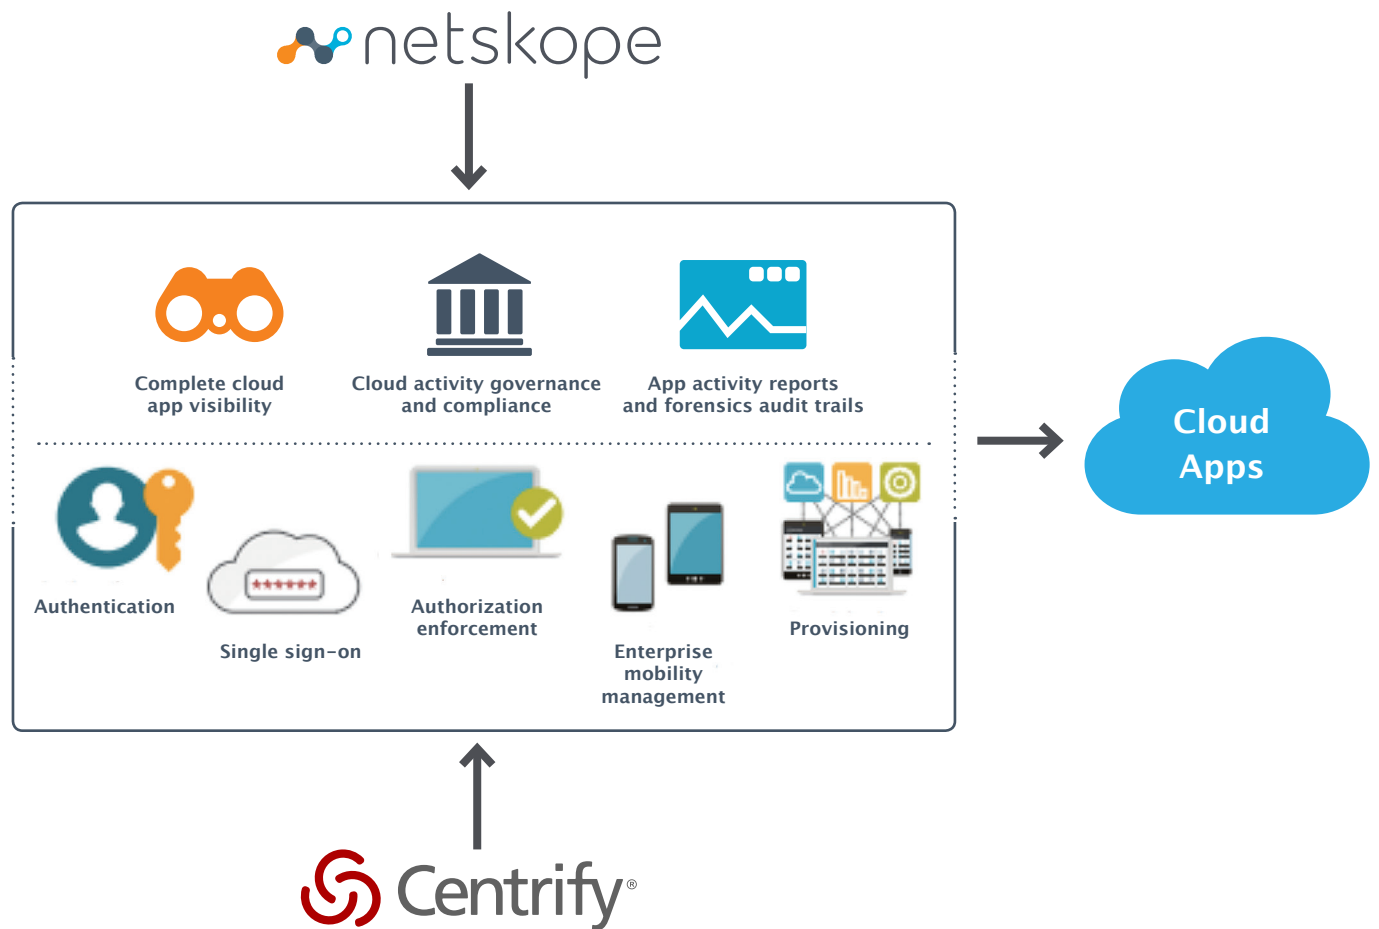 netskope
Complete cloud
app visibility
Cloud activity governance
and compliance
App activity reports
and forensics audit trails
Cloud
Apps
******
Authentication
Single sign-on
Authorization
enforcement
Enterprise
mobility
management
Provisioning
Centrify®